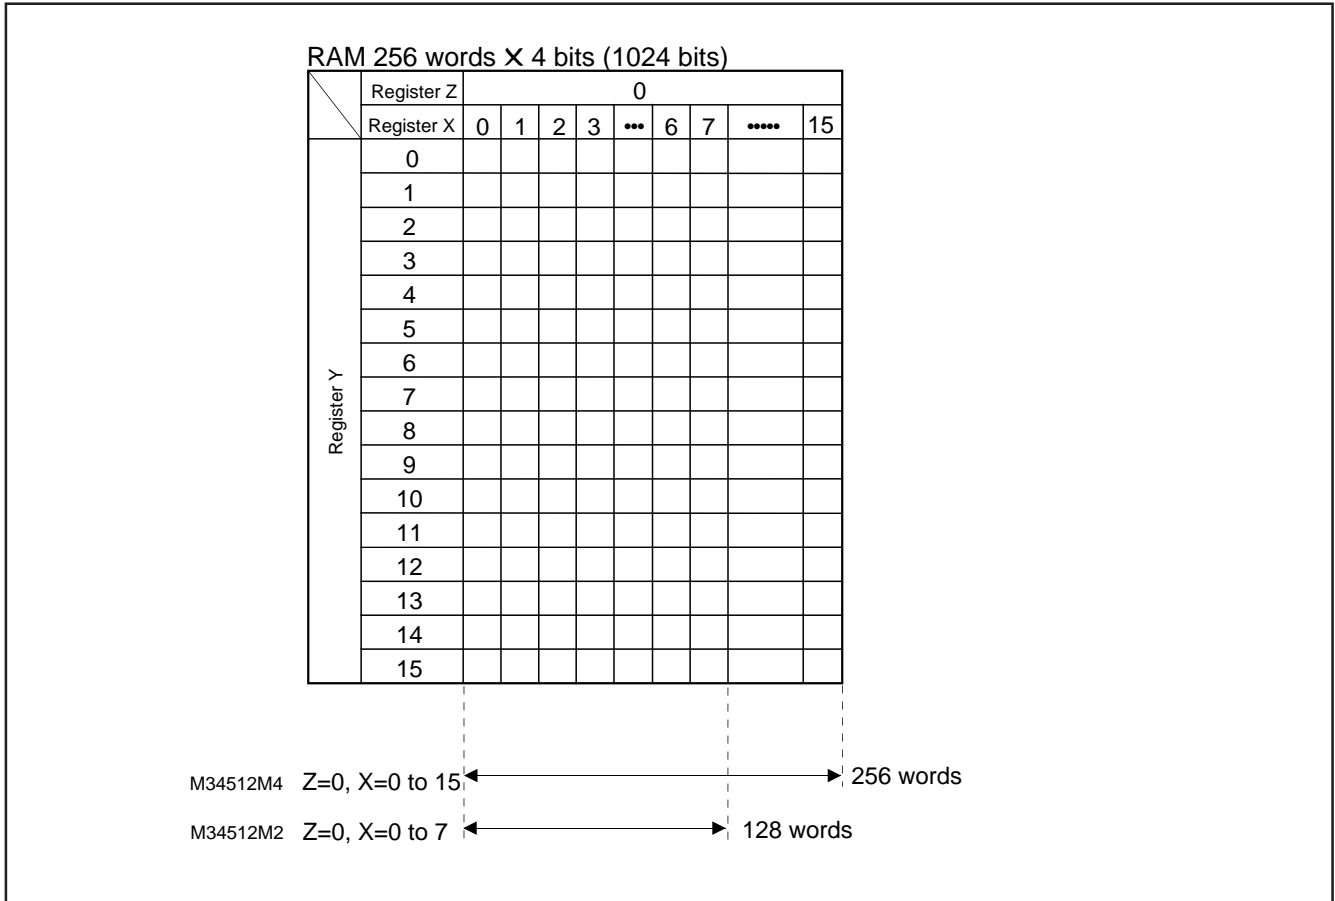 RAM 256 words × 4 bits (1024 bits)
Register Z 0
Register X 0 1 2 3 ••• 6 7 ••••• 15
Register Y
0
1
2
3
4
5
6
7
8
9
10
11
12
13
14
15
M34512M4 Z=0, X=0 to 15 256 words
M34512M2 Z=0, X=0 to 7 128 words